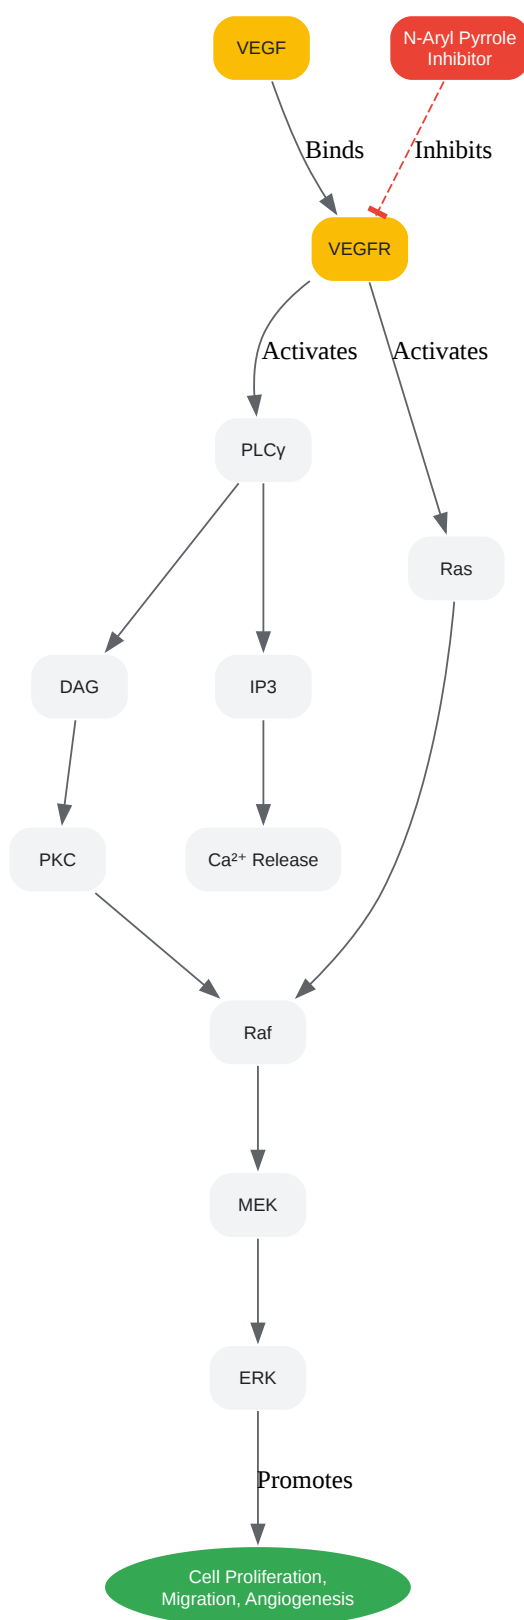 VEGF
N-Aryl Pyrrole
Inhibitor
Binds
Inhibits
VEGFR
Activates
Activates
PLCγ
Ras
DAG
IP3
PKC
Ca²⁺ Release
Raf
MEK
ERK
Promotes
Cell Proliferation,
Migration, Angiogenesis